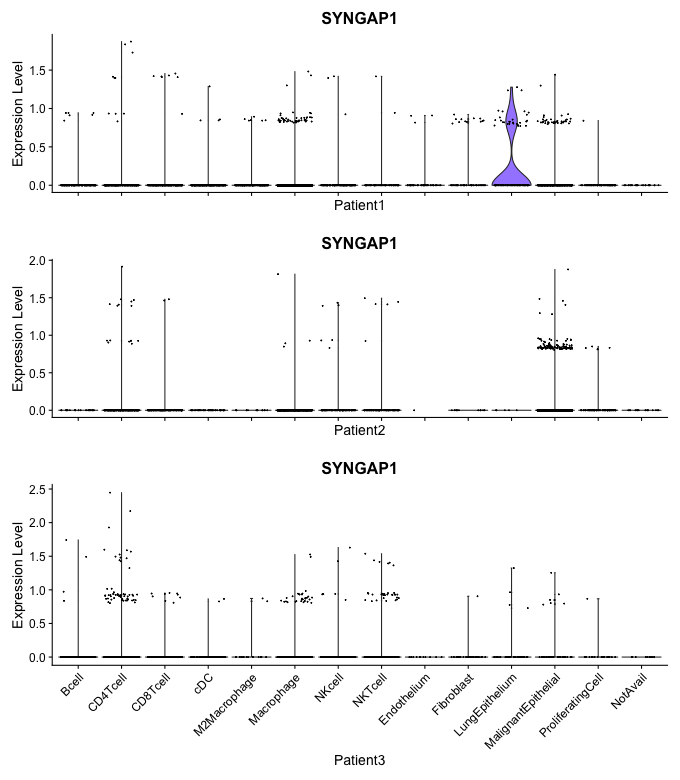 SYNGAP1
Expression Level
1.5
1.0
0.5
0.0
Patient1
SYNGAP1
Expression Level
2.0
1.5
1.0
0.5
0.0
Patient2
SYNGAP1
Expression Level
2.5
2.0
1.5
1.0
0.5
0.0
Bcell
CD4Tcell
CD8Tcell
cDC
M2Macrophage
Macrophage
NKcell
NKTcell
Endothelium
Fibroblast
LungEpithelium
MalignantEpithelial
ProliferatingCell
NotAvail
Patient3